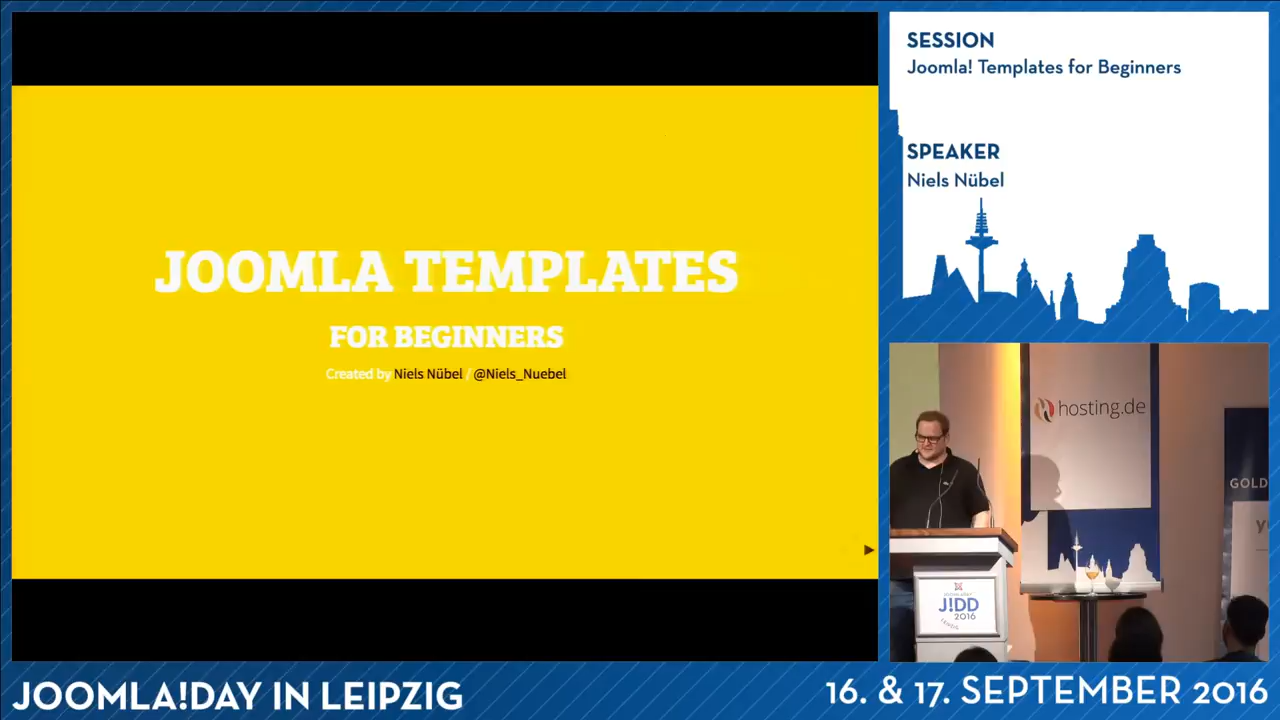 JOOMLA TEMPLATES
FOR BEGINNERS
Created by Niels Nübel / @Niels_Nuebel
SESSION
Joomla! Templates for Beginners
SPEAKER
Niels Nübel
hosting.de
GOLD
J!DD
2016
LEIPZIG
JOOMLA!DAY IN LEIPZIG
16. & 17. SEPTEMBER 2016